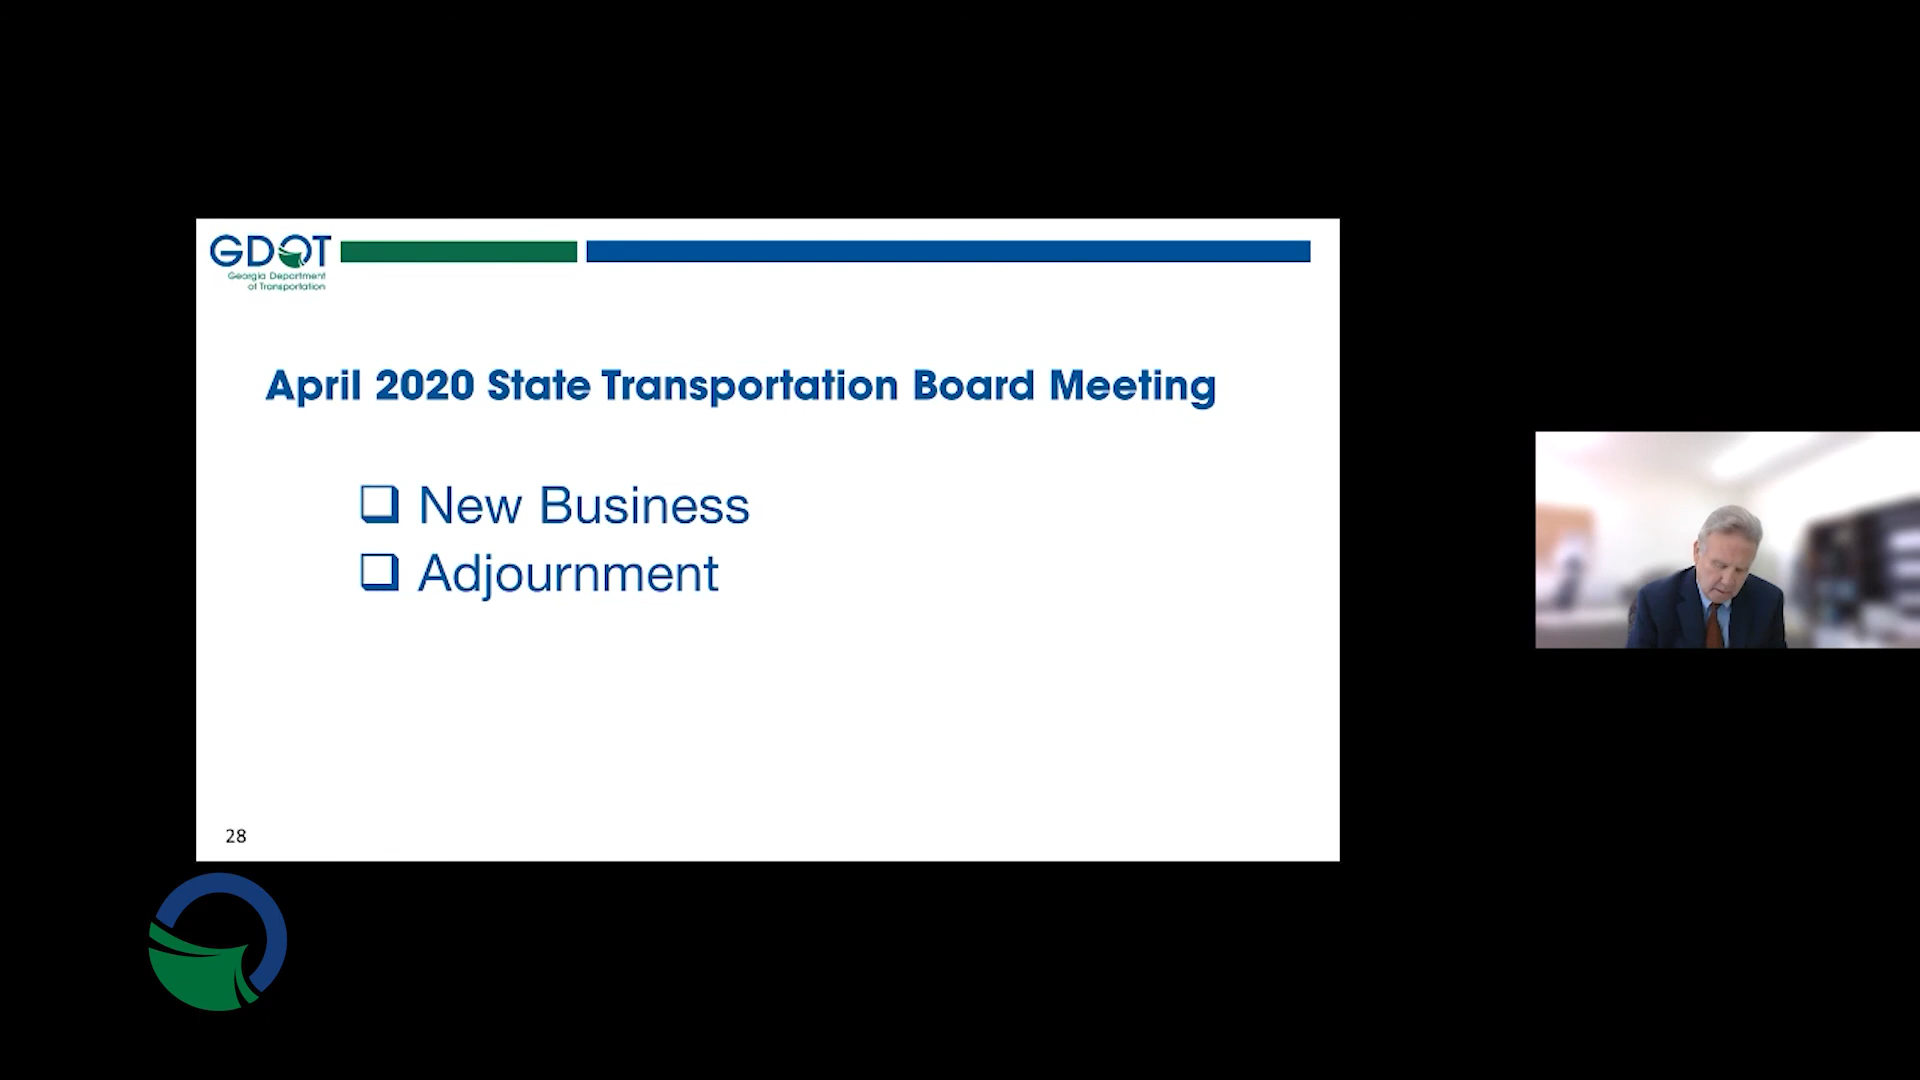 GDOT
Georgia Department
of Transportation
April 2020 State Transportation Board Meeting
❑ New Business
❑ Adjournment
28